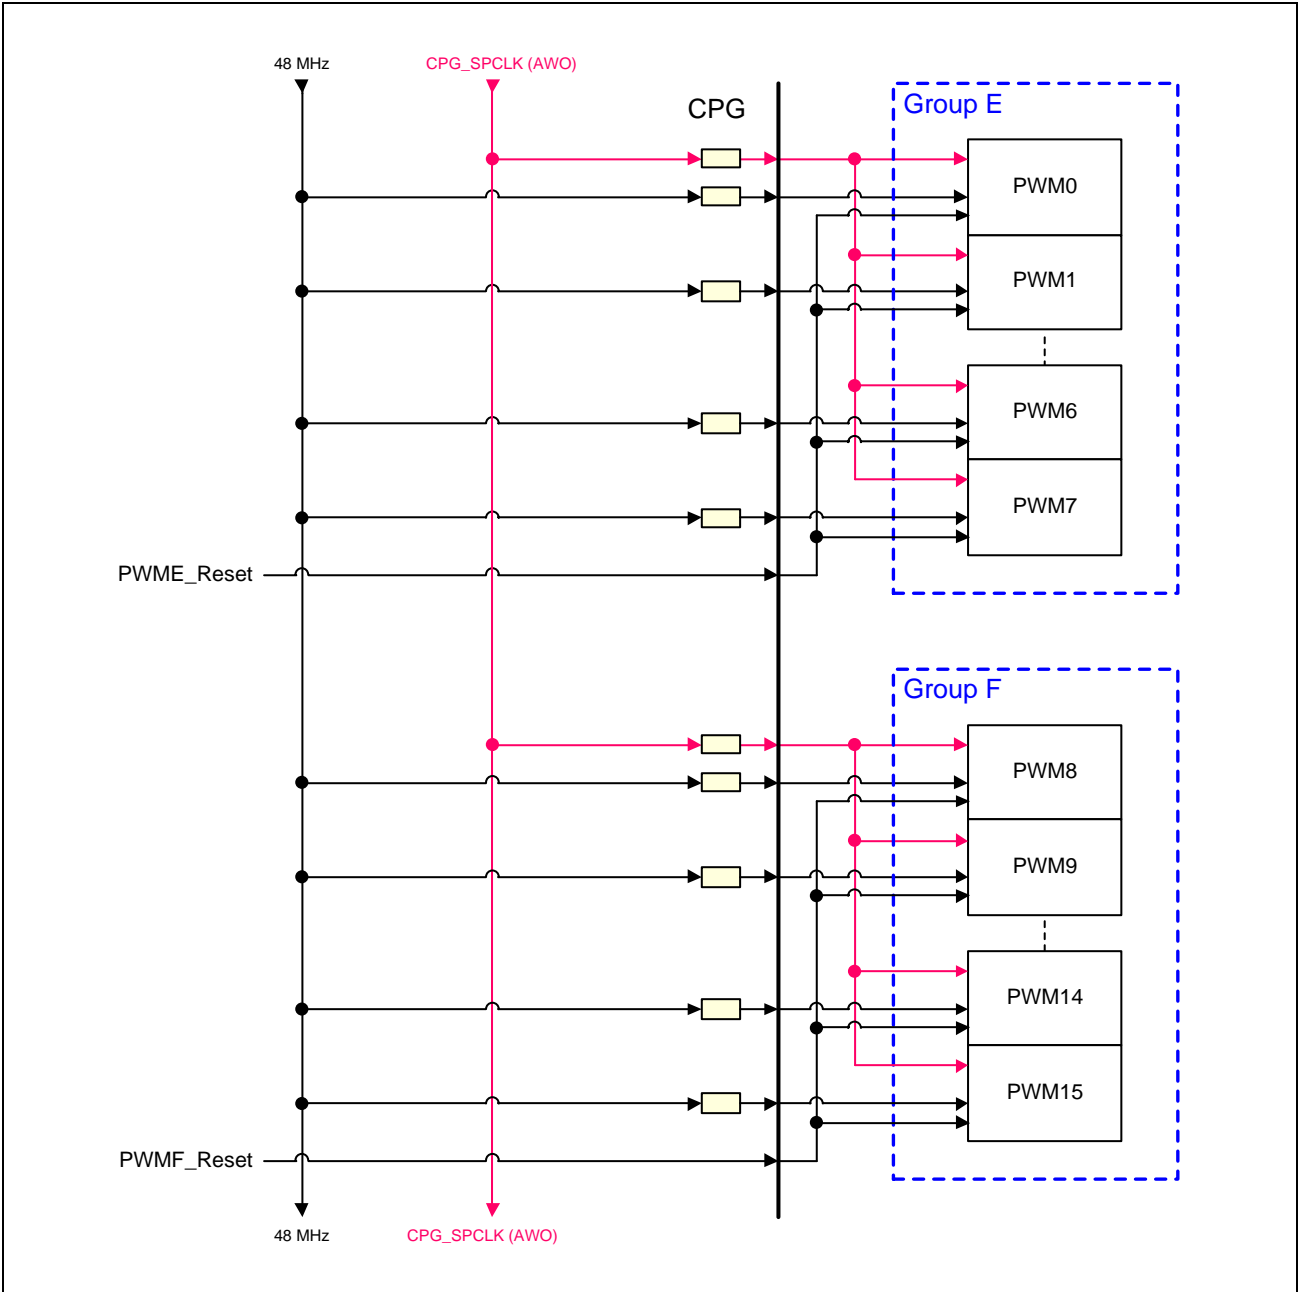 48 MHz
CPG_SPCLK (AWO)
CPG
Group E
PWM0
PWM1
PWM6
PWM7
PWME_Reset
Group F
PWM8
PWM9
PWM14
PWM15
PWMF_Reset
48 MHz
CPG_SPCLK (AWO)